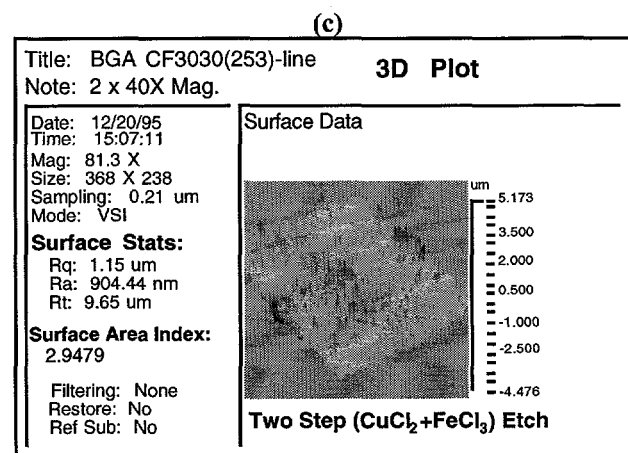 (c)
Title: BGA CF3030(253)-line
Note: 2 x 40X Mag.
3D Plot
Date: 12/20/95
Time: 15:07:11
Mag: 81.3 X
Size: 368 X 238
Sampling: 0.21 um
Mode: VSI
Surface Stats:
Rq: 1.15 um
Ra: 904.44 nm
Rt: 9.65 um
Surface Area Index:
2.9479
Filtering: None
Restore: No
Ref Sub: No
Surface Data
um
5.173
3.500
2.000
0.500
-1.000
-2.500
-4.476
Two Step (CuCl₂+FeCl₃) Etch